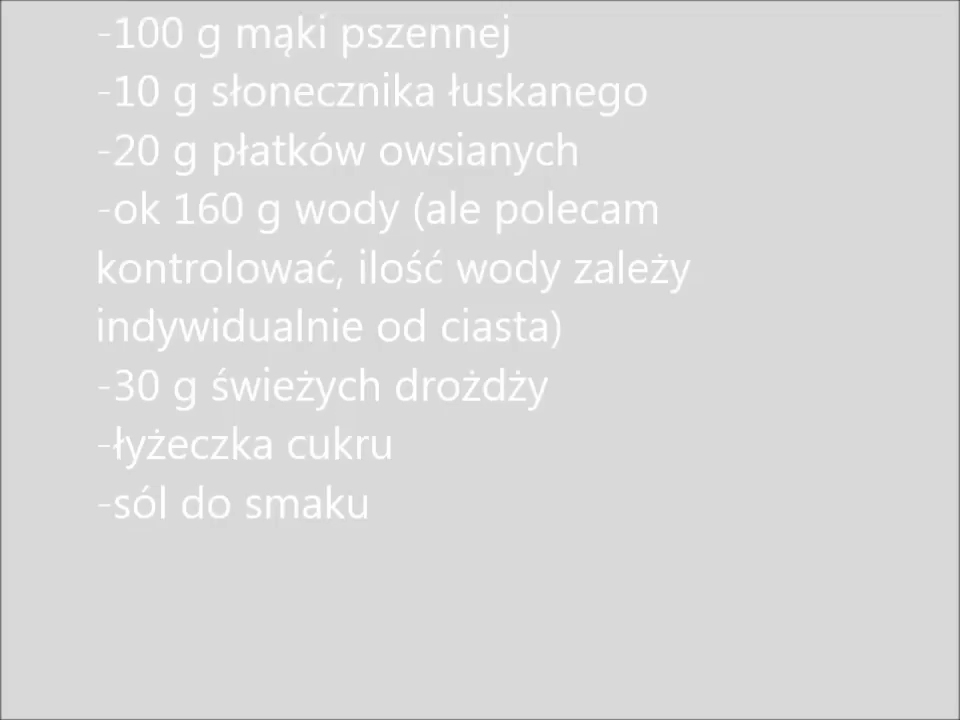 -100 g mąki pszennej
-10 g słonecznika łuskanego
-20 g płatków owsianych
-ok 160 g wody (ale polecam
kontrolować, ilość wody zależy
indywidualnie od ciasta)
-30 g świeżych drożdży
-łyżeczka cukru
-sól do smaku